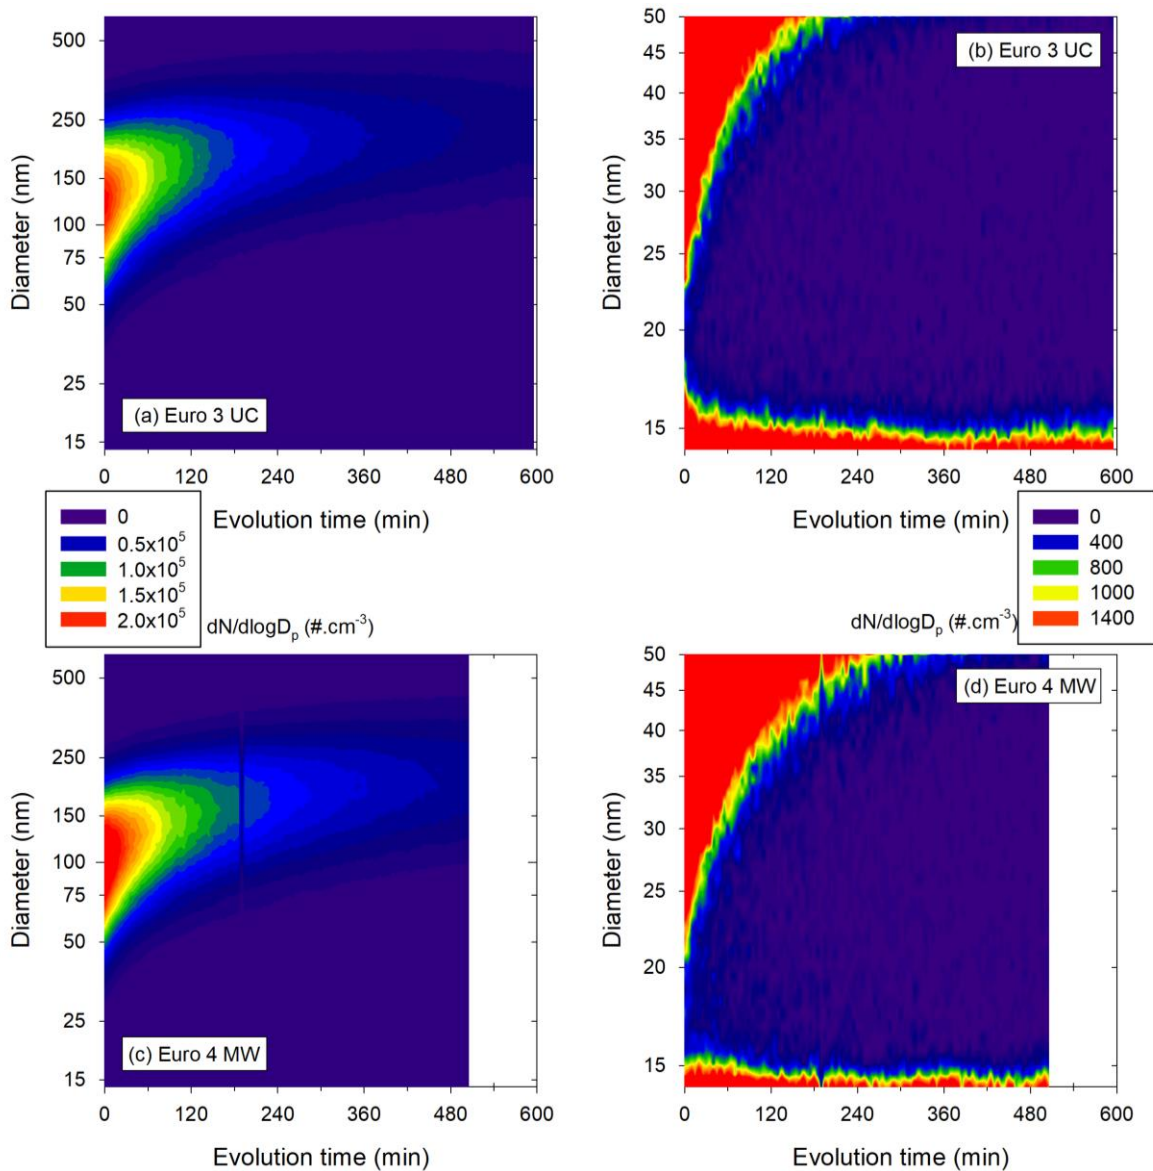 500
250
150
100
75
50
25
15
Diameter (nm)
(a) Euro 3 UC
0 120 240 360 480 600
Evolution time (min)
50
45
40
35
30
25
20
15
Diameter (nm)
(b) Euro 3 UC
0 120 240 360 480 600
Evolution time (min)
0
0.5x10⁵
1.0x10⁵
1.5x10⁵
2.0x10⁵
dN/dlogDₚ (#.cm⁻³)
0
400
800
1000
1400
dN/dlogDₚ (#.cm⁻³)
500
250
150
100
75
50
25
15
Diameter (nm)
(c) Euro 4 MW
0 120 240 360 480 600
Evolution time (min)
50
45
40
35
30
25
20
15
Diameter (nm)
(d) Euro 4 MW
0 120 240 360 480 600
Evolution time (min)